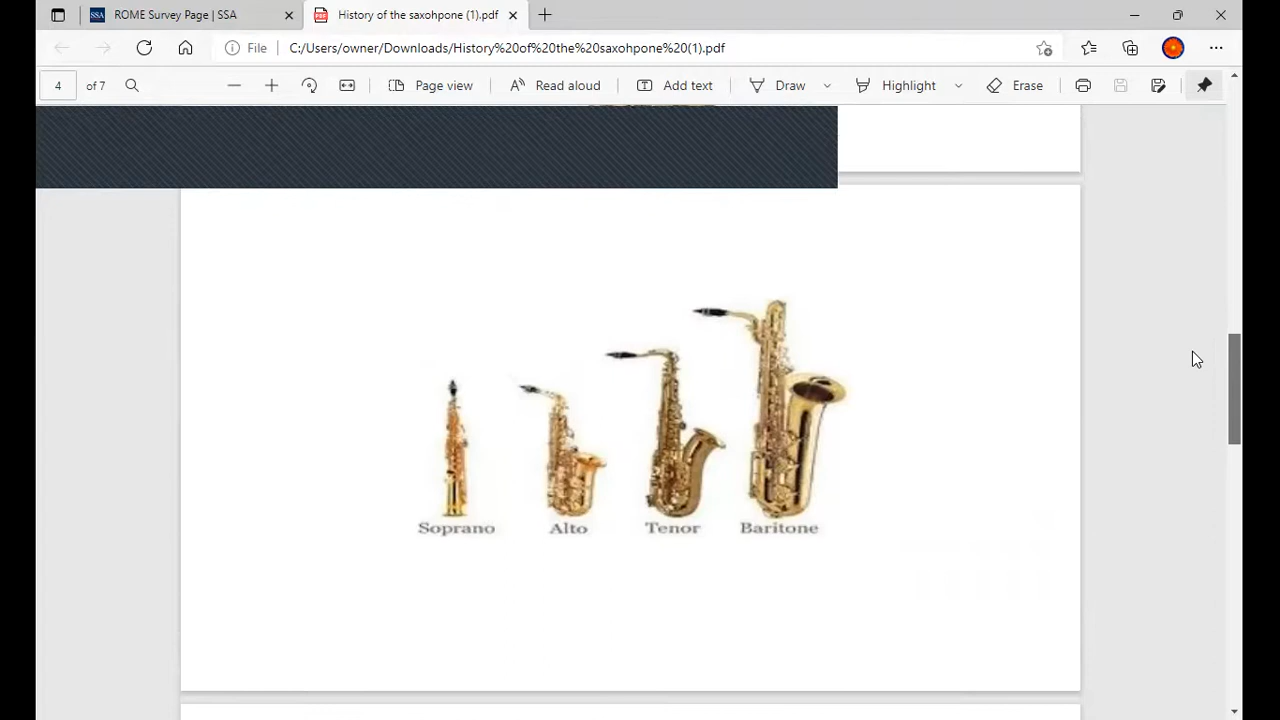 ROME Survey Page | SSA
History of the saxohpone (1).pdf
File
C:/Users/owner/Downloads/History%20of%20the%20saxohpone%20(1).pdf
4 of 7
Page view
Read aloud
Add text
Draw
Highlight
Erase
Soprano Alto Tenor Baritone